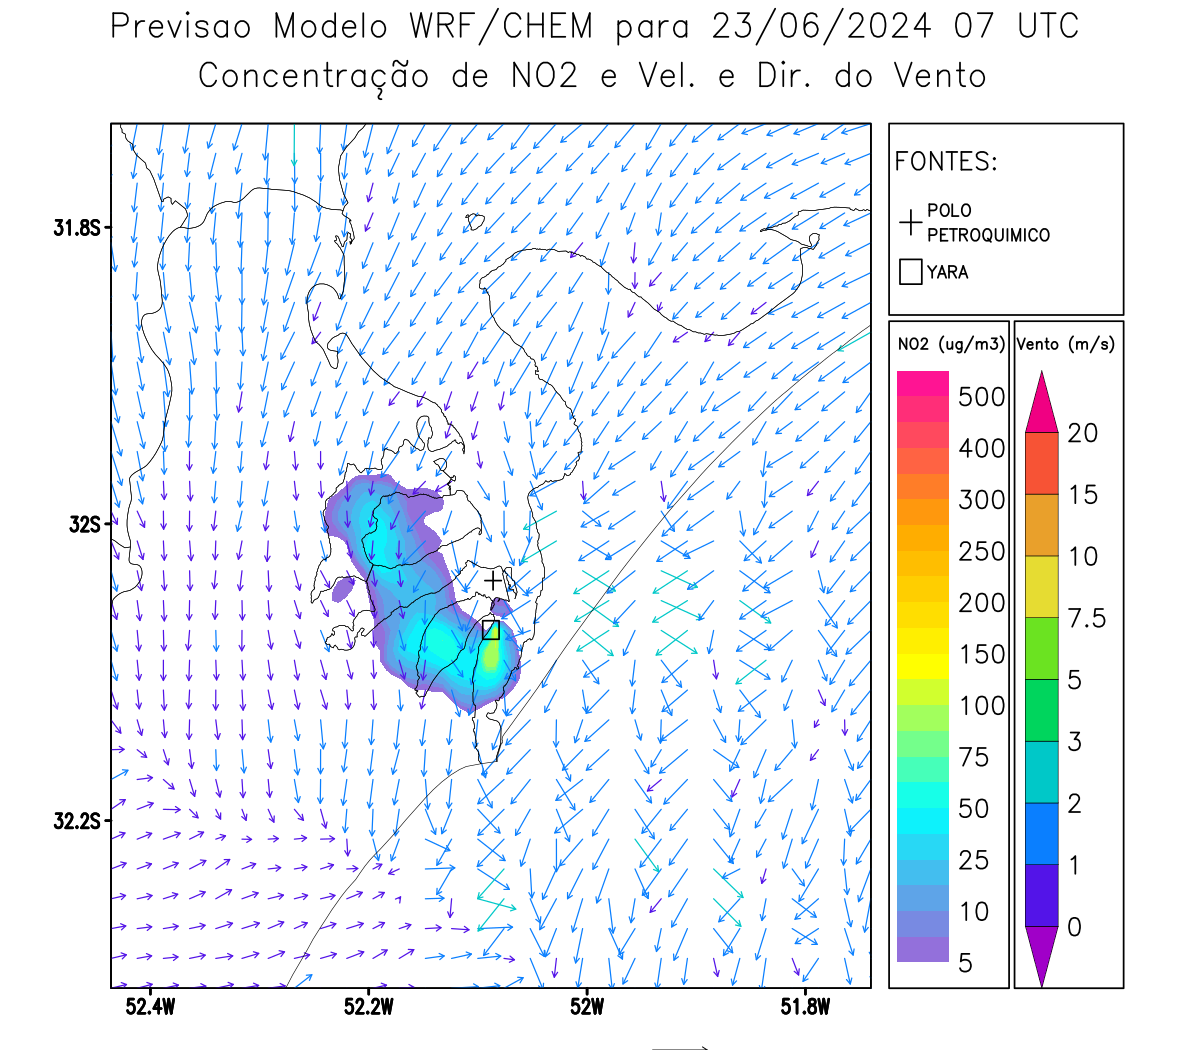 Previsao Modelo WRF/CHEM para 23/06/2024 07 UTC
Concentração de NO2 e Vel. e Dir. do Vento
FONTES:
POLO
PETROQUIMICO
YARA
NO2 (ug/m3)
500
400
300
250
200
150
100
75
50
25
10
5
Vento (m/s)
20
15
10
7.5
5
3
2
1
0
31.8S
32S
32.2S
52.4W
52.2W
52W
51.8W